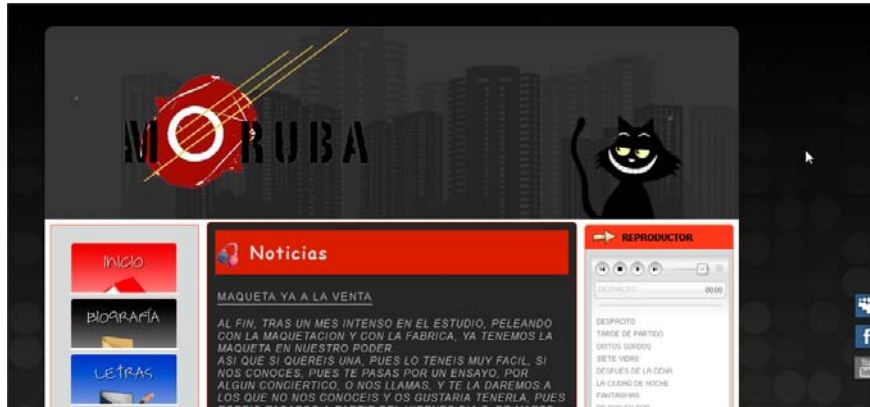 MORUBA
INICIO
BIOGRAFÍA
LETRAS
Noticias
MAQUETA YA A LA VENTA
AL FIN, TRAS UN MES INTENSO EN EL ESTUDIO, PELEANDO
CON LA MAQUETACION Y CON LA FABRICA, YA TENEMOS LA
MAQUETA EN NUESTRO PODER.
ASI QUE SI QUEREIS UNA, PUES LO TENEIS MUY FACIL, SI
NOS CONOCES, PUES TE PASAS POR UN ENSAYO, POR
ALGUN CONCIERTICO, O NOS LLAMAS, Y TE LA DAREMOS A
LOS QUE NO NOS CONOCEIS Y OS GUSTARIA TENERLA, PUES
REPRODUCTOR
DESPACITO 00:00
DESPACITO
TARDE DE PARTIDO
GRITOS SORDOS
SIETE VIDAS
DESPUES DE LA CENA
LA CIUDAD DE NOCHE
FANTASMAS
f